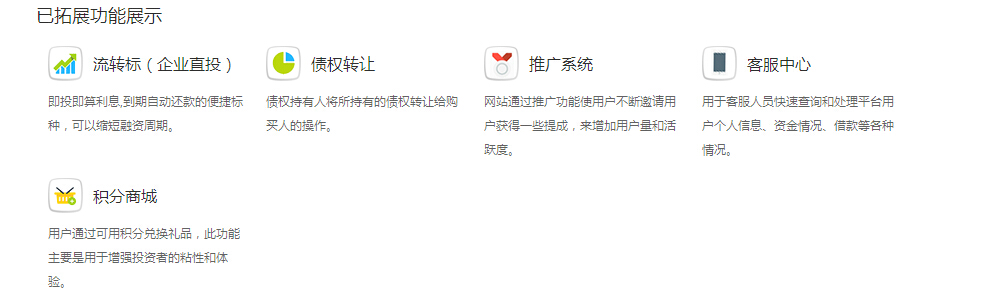 已拓展功能展示
流转标（企业直投）
即投即算利息,到期自动还款的便捷标
种，可以缩短融资周期。
债权转让
债权持有人将所持有的债权转让给购
买人的操作。
推广系统
网站通过推广功能使用户不断邀请用
户获得一些提成，来增加用户量和活
跃度。
客服中心
用于客服人员快速查询和处理平台用
户个人信息、资金情况、借款等各种
情况。
积分商城
用户通过可用积分兑换礼品，此功能
主要是用于增强投资者的粘性和体
验。